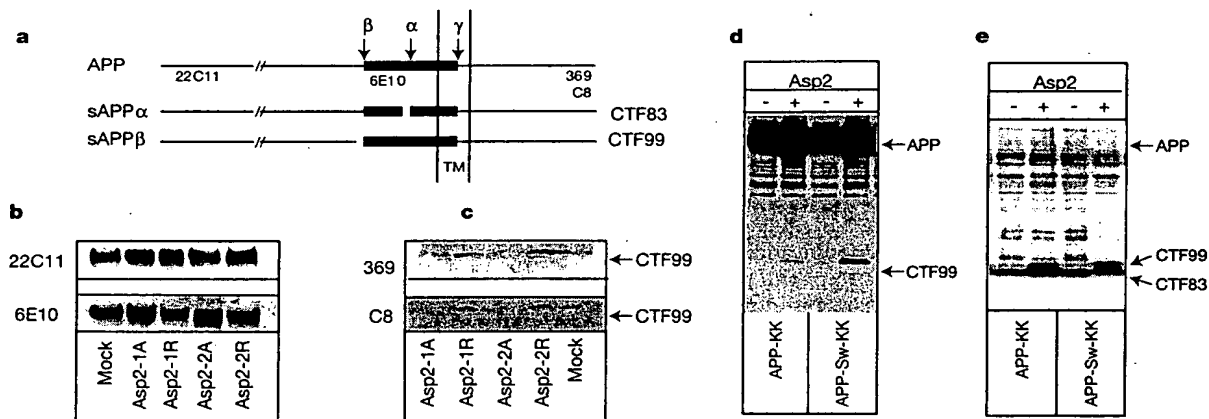 a
β α γ
APP
22C11 // 6E10 369
C8
sAPPα // CTF83
sAPPβ // CTF99
TM
b
22C11
6E10
Mock
Asp2-1A
Asp2-1R
Asp2-2A
Asp2-2R
c
369 CTF99
C8 CTF99
Asp2-1A
Asp2-1R
Asp2-2A
Asp2-2R
Mock
d
Asp2
- + - +
APP
CTF99
APP-KK
APP-Sw-KK
e
Asp2
- + - +
APP
CTF99
CTF83
APP-KK
APP-Sw-KK